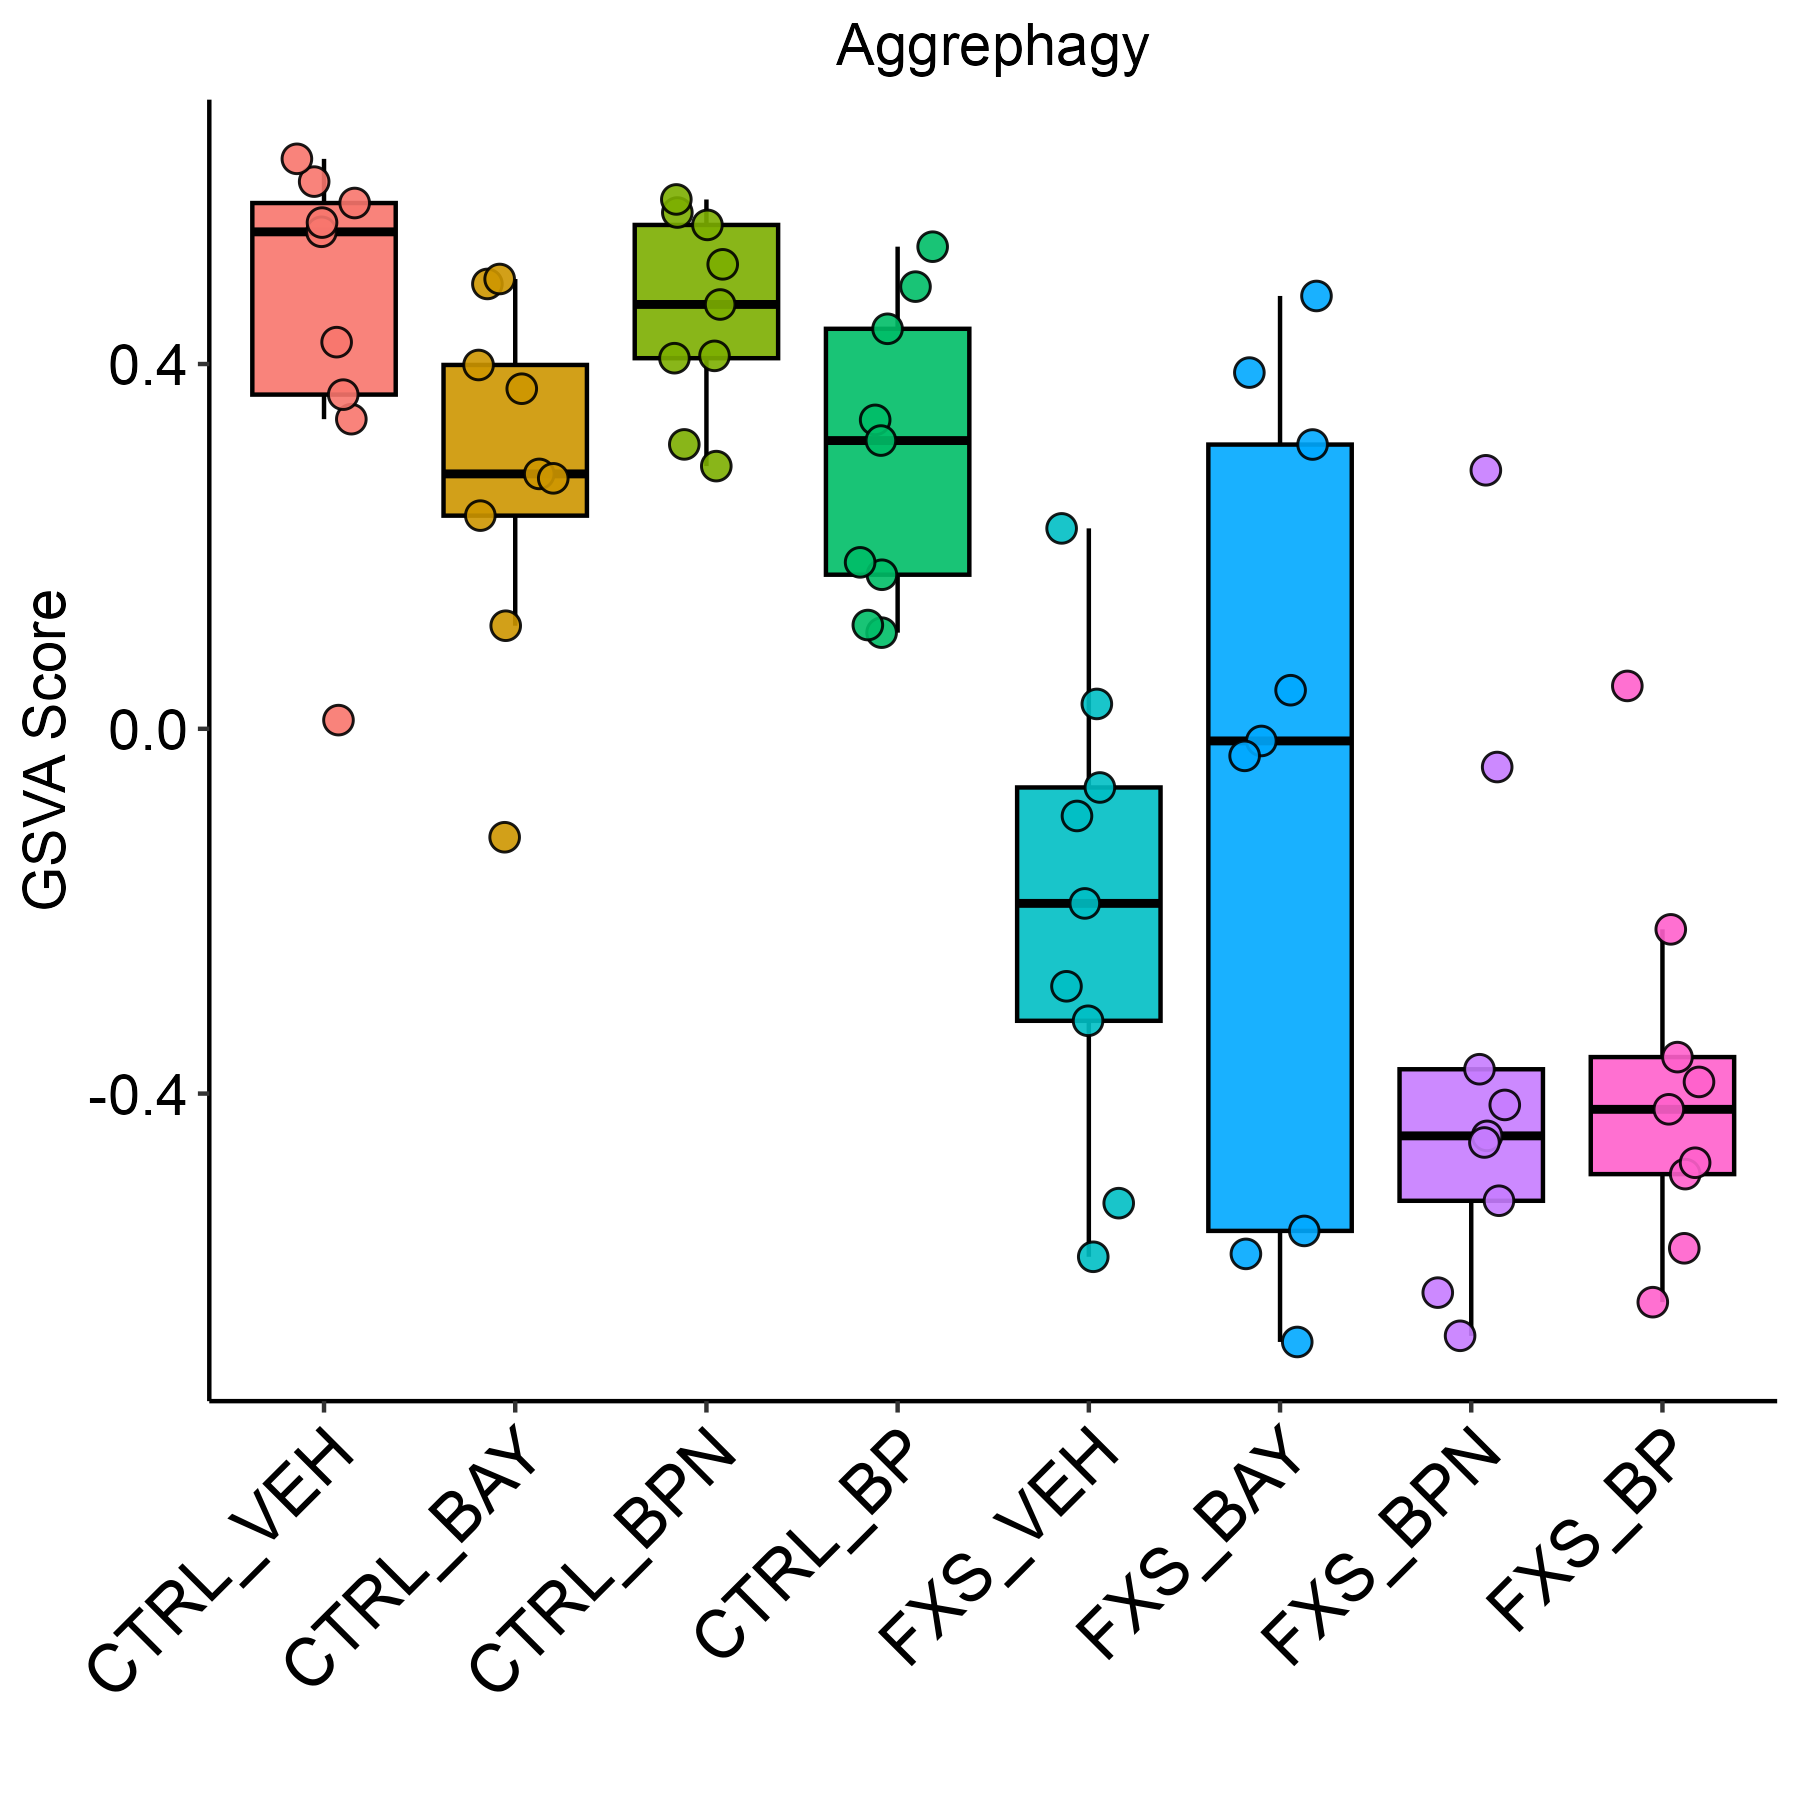 Aggrephagy
GSVA Score
0.4
0.0
-0.4
CTRL_VEH
CTRL_BAY
CTRL_BPN
CTRL_BP
FXS_VEH
FXS_BAY
FXS_BPN
FXS_BP